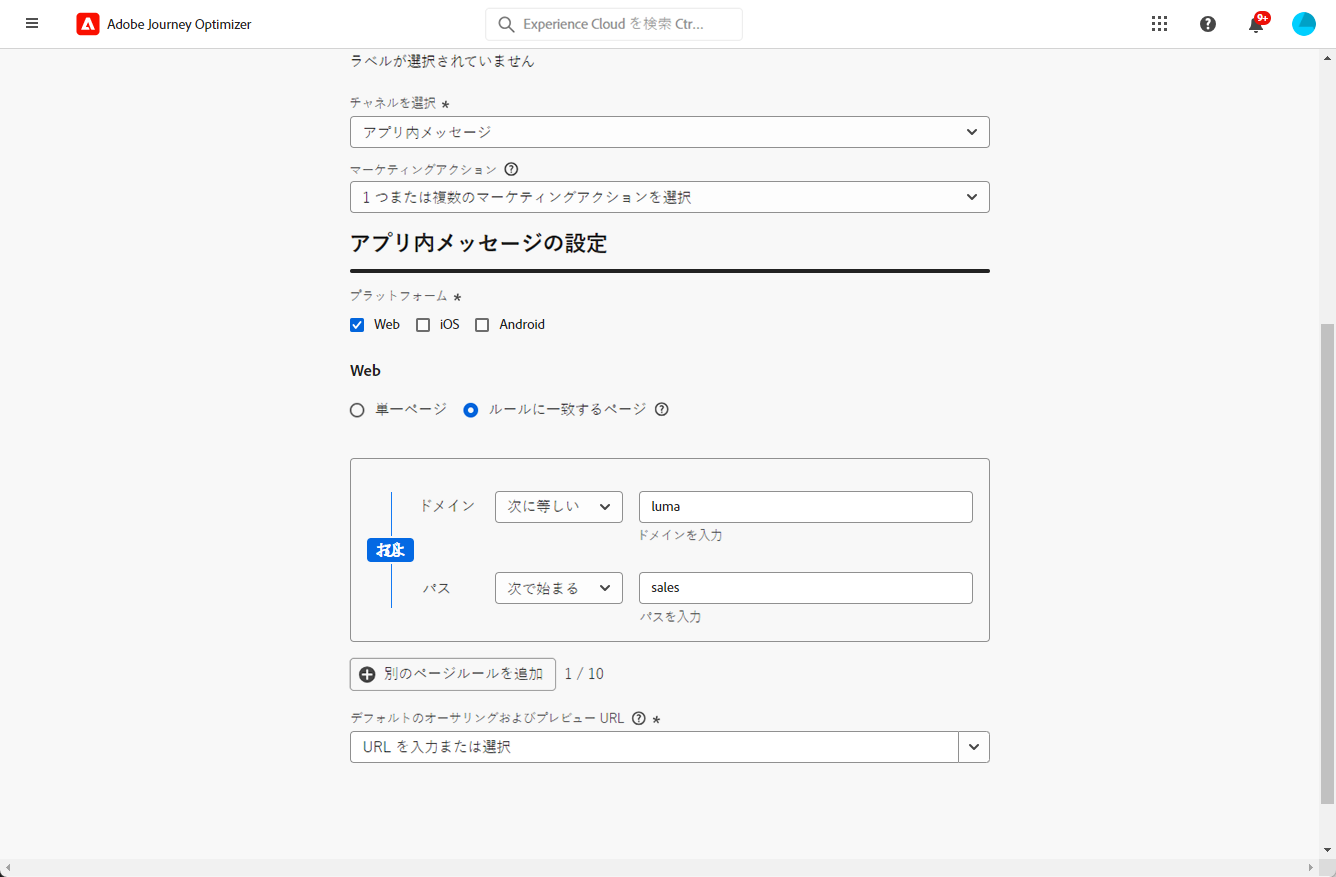 Adobe Journey Optimizer
Experience Cloud を検索 Ctr...
9+
ラベルが選択されていません
チャネルを選択 *
アプリ内メッセージ
マーケティングアクション
1 つまたは複数のマーケティングアクションを選択
アプリ内メッセージの設定
プラットフォーム *
Web iOS Android
Web
単一ページ ルールに一致するページ
ドメイン 次に等しい luma
ドメインを入力
パス 次で始まる sales
パスを入力
別のページルールを追加 1 / 10
デフォルトのオーサリングおよびプレビュー URL *
URL を入力または選択